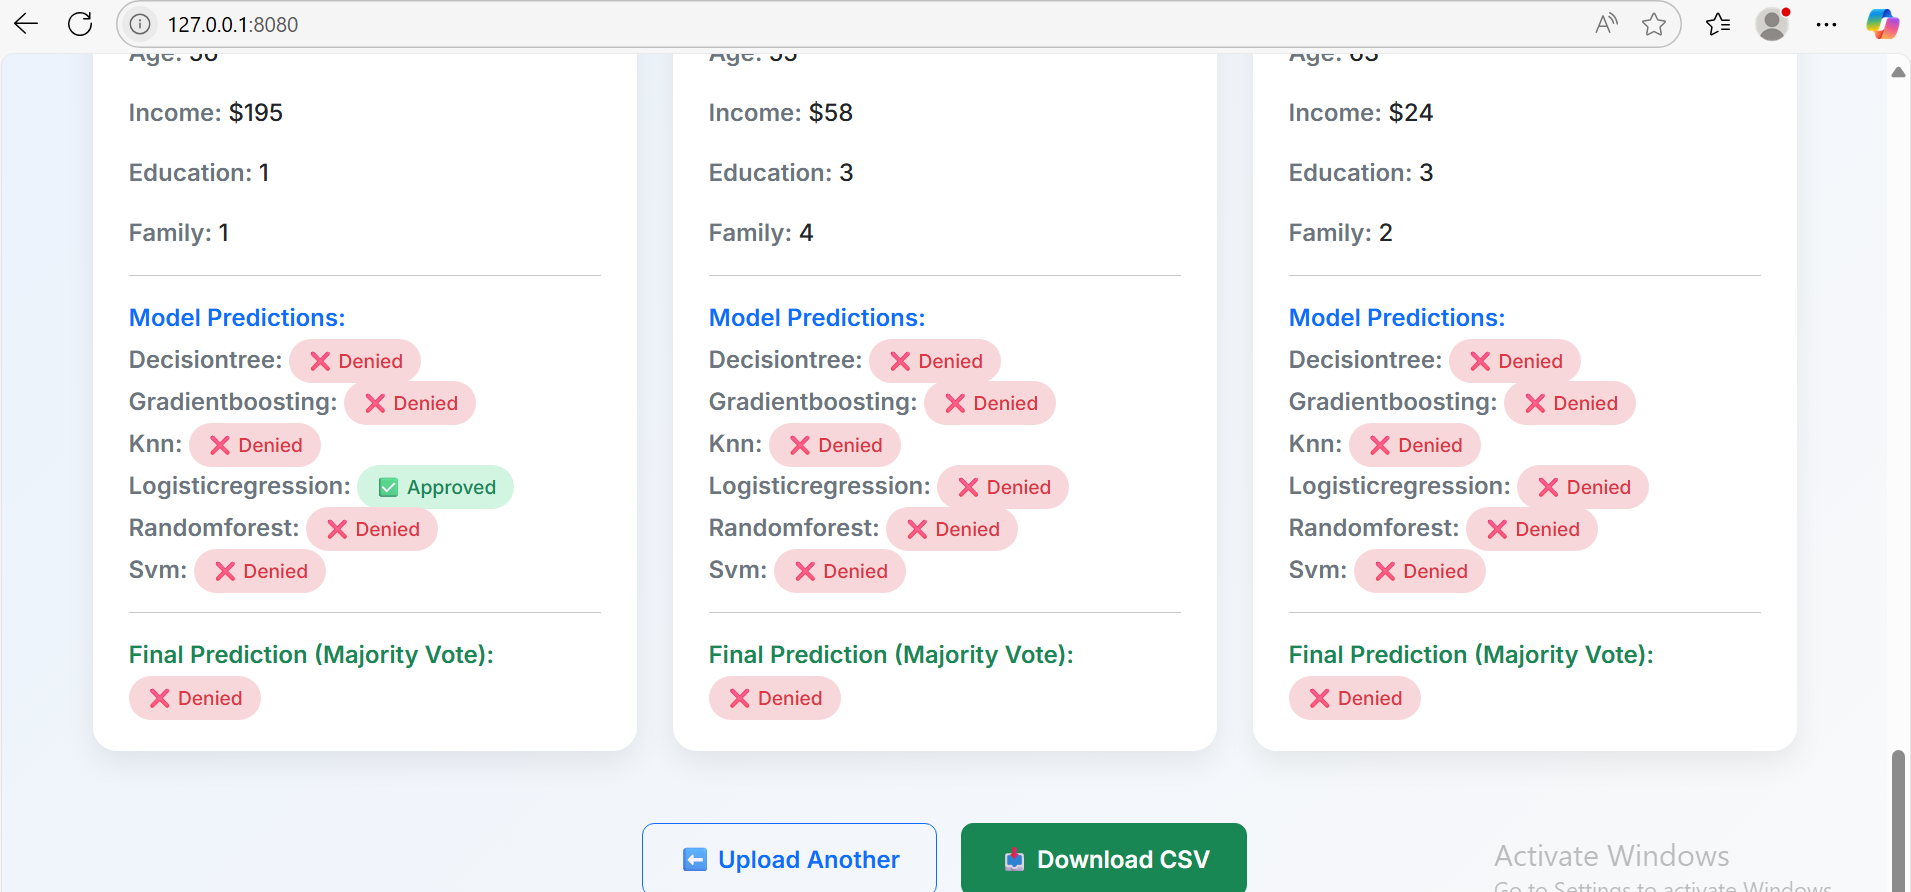 127.0.0.1:8080
Age:
Income: $195
Education: 1
Family: 1
Model Predictions:
Decisiontree: ❌ Denied
Gradientboosting: ❌ Denied
Knn: ❌ Denied
Logisticregression: ✅ Approved
Randomforest: ❌ Denied
Svm: ❌ Denied
Final Prediction (Majority Vote):
❌ Denied
Age:
Income: $58
Education: 3
Family: 4
Model Predictions:
Decisiontree: ❌ Denied
Gradientboosting: ❌ Denied
Knn: ❌ Denied
Logisticregression: ❌ Denied
Randomforest: ❌ Denied
Svm: ❌ Denied
Final Prediction (Majority Vote):
❌ Denied
Age:
Income: $24
Education: 3
Family: 2
Model Predictions:
Decisiontree: ❌ Denied
Gradientboosting: ❌ Denied
Knn: ❌ Denied
Logisticregression: ❌ Denied
Randomforest: ❌ Denied
Svm: ❌ Denied
Final Prediction (Majority Vote):
❌ Denied
⬅️ Upload Another
📥 Download CSV
Activate Windows
Go to Settings to activate Windows.